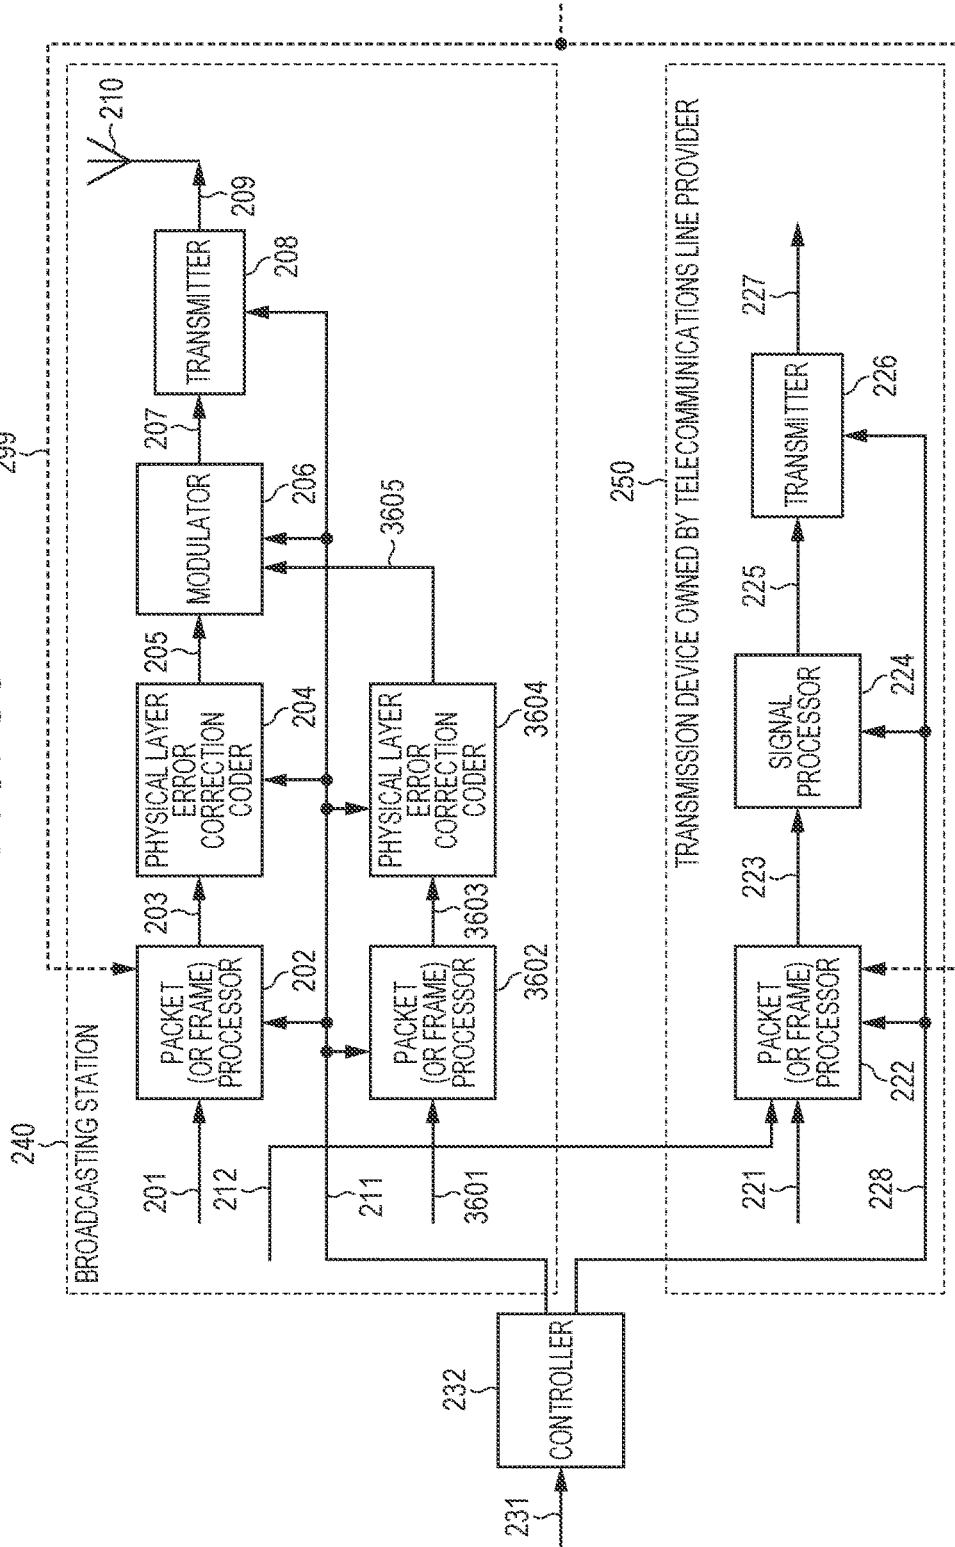 299
240
BROADCASTING STATION
201
PACKET
(OR FRAME)
PROCESSOR
202
203
PHYSICAL LAYER
ERROR
CORRECTION
CODER
204
205
MODULATOR
206
207
TRANSMITTER
208
209
210
212
211
3601
PACKET
(OR FRAME)
PROCESSOR
3602
3603
PHYSICAL LAYER
ERROR
CORRECTION
CODER
3604
3605
231
232
CONTROLLER
250
TRANSMISSION DEVICE OWNED BY TELECOMMUNICATIONS LINE PROVIDER
221
228
PACKET
(OR FRAME)
PROCESSOR
222
223
SIGNAL
PROCESSOR
224
225
TRANSMITTER
226
227